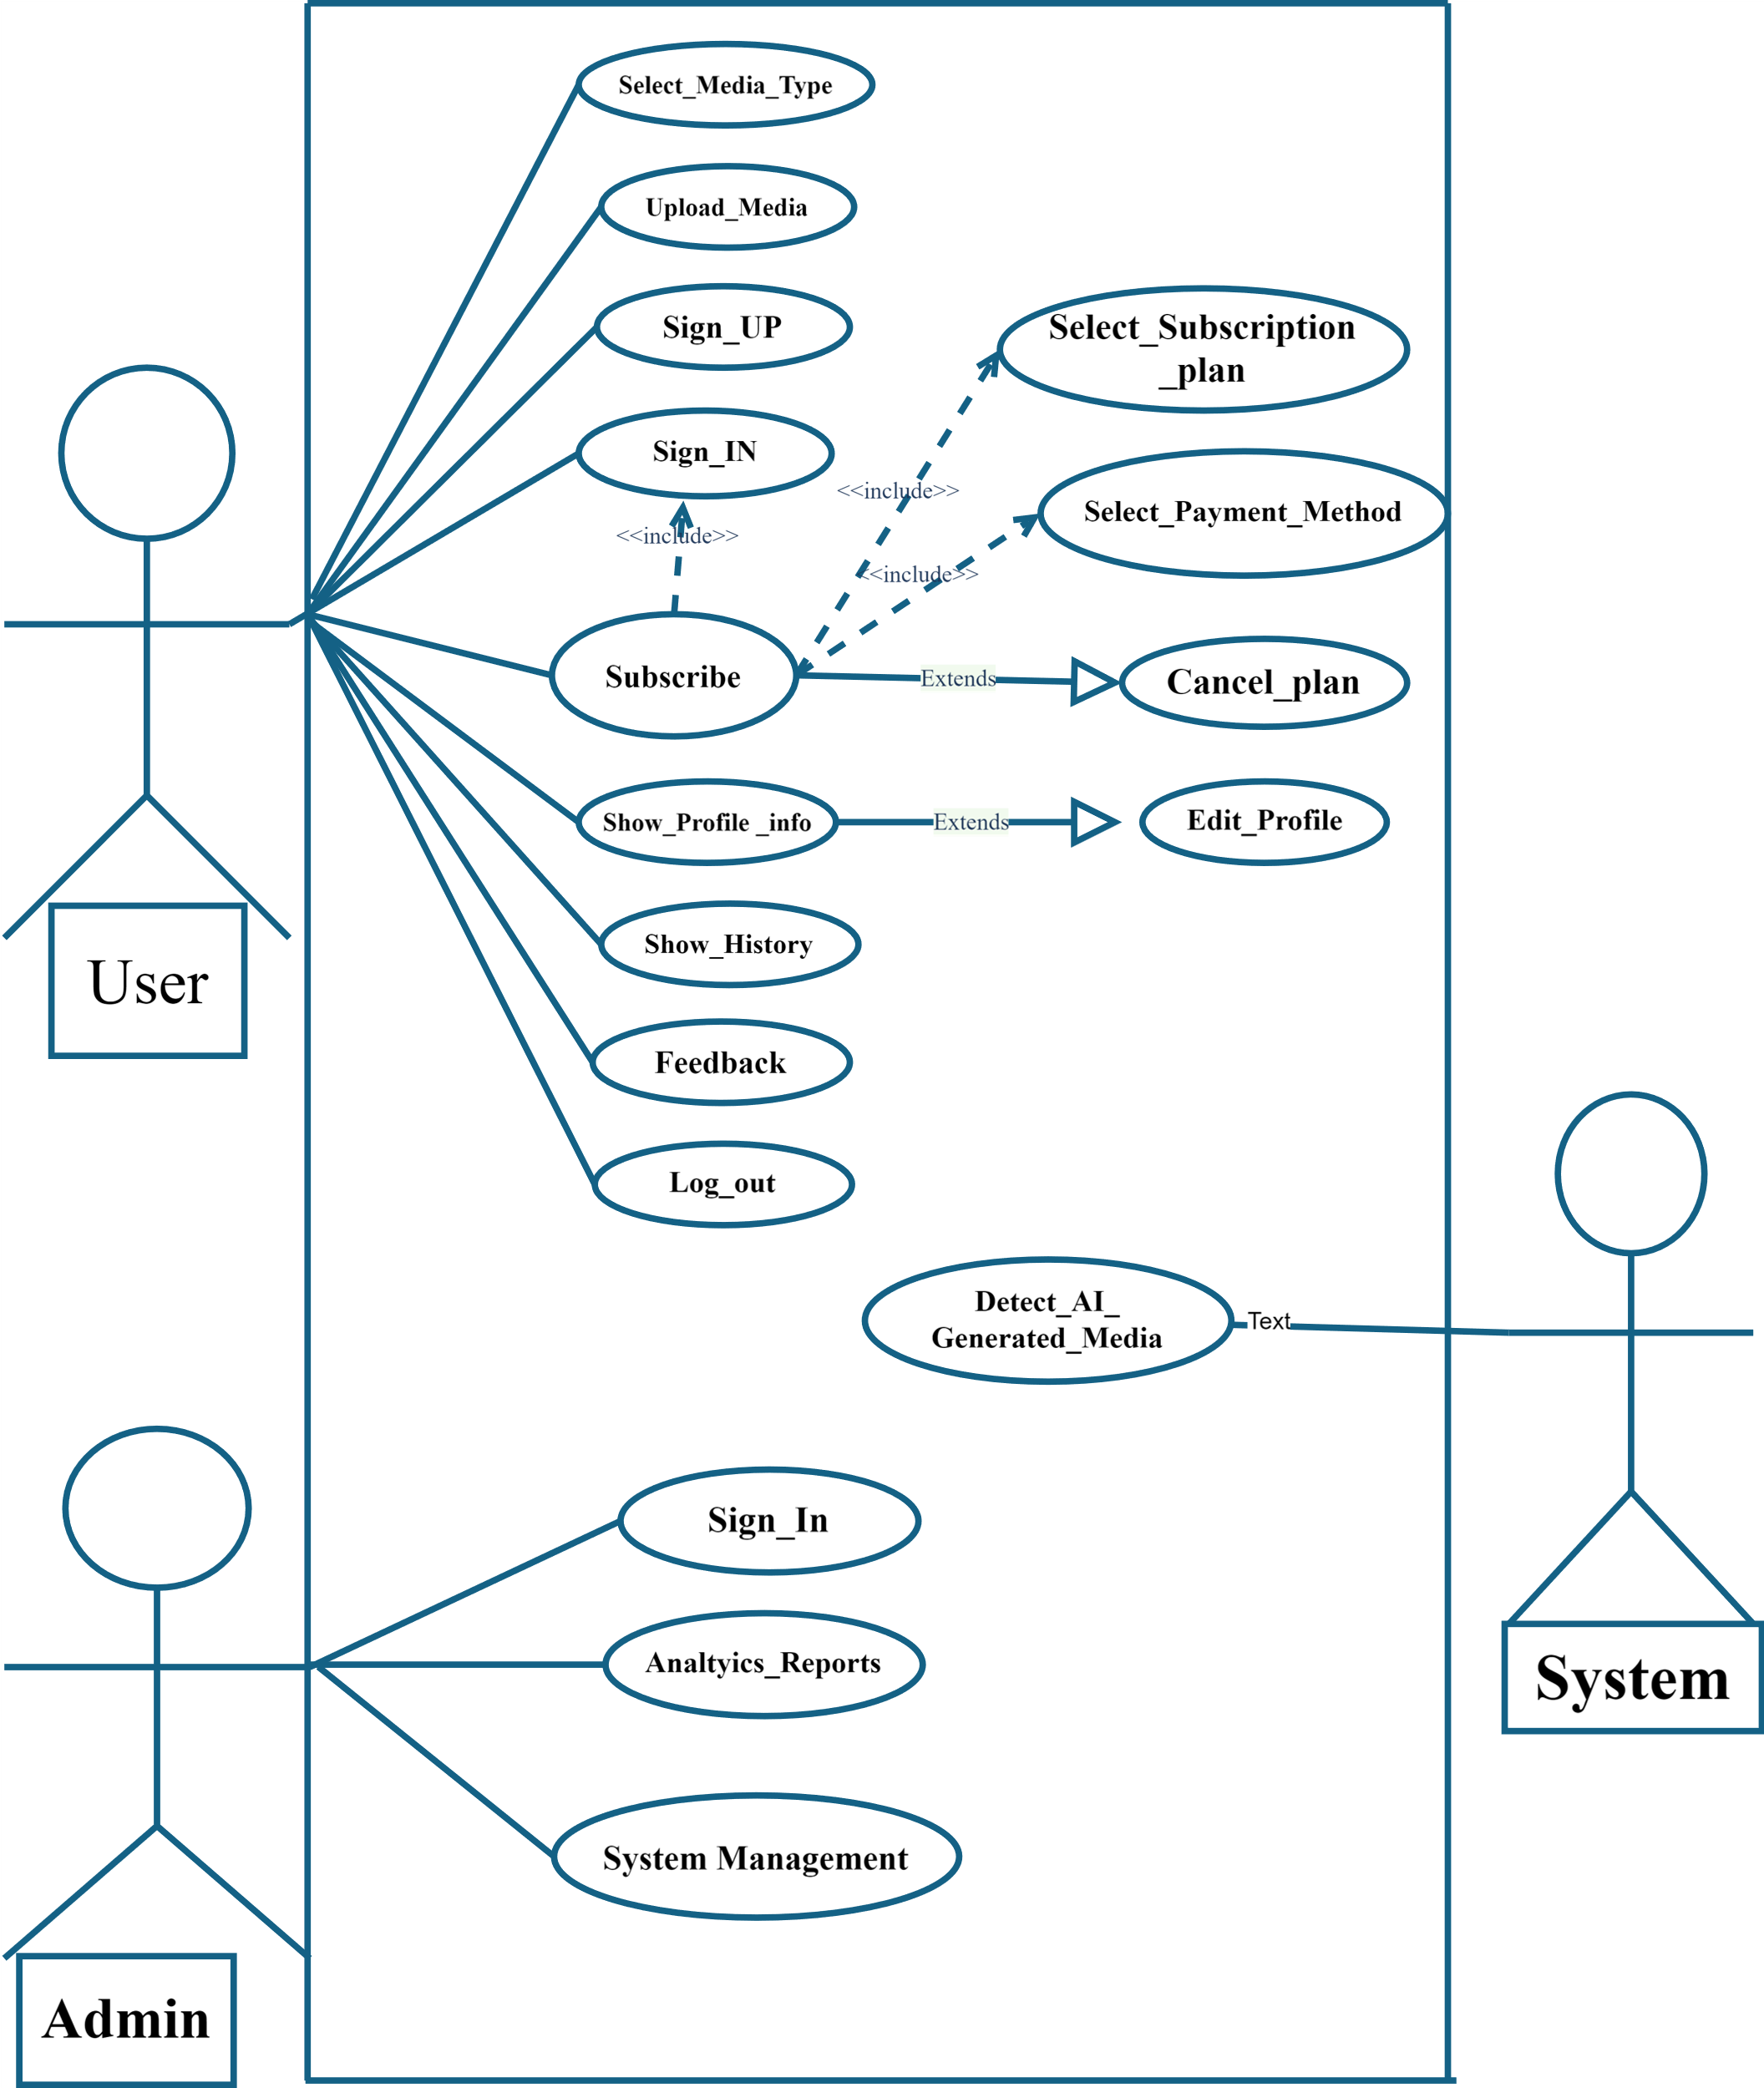 Select_Media_Type
Upload_Media
Sign_UP
Select_Subscription
_plan
Sign_IN
<<include>>
Select_Payment_Method
<<include>>
<<include>>
Subscribe
Extends
Cancel_plan
Show_Profile _info
Extends
Edit_Profile
Show_History
User
Feedback
Log_out
Detect_AI_
Generated_Media
Text
Sign_In
Analtyics_Reports
System
System Management
Admin